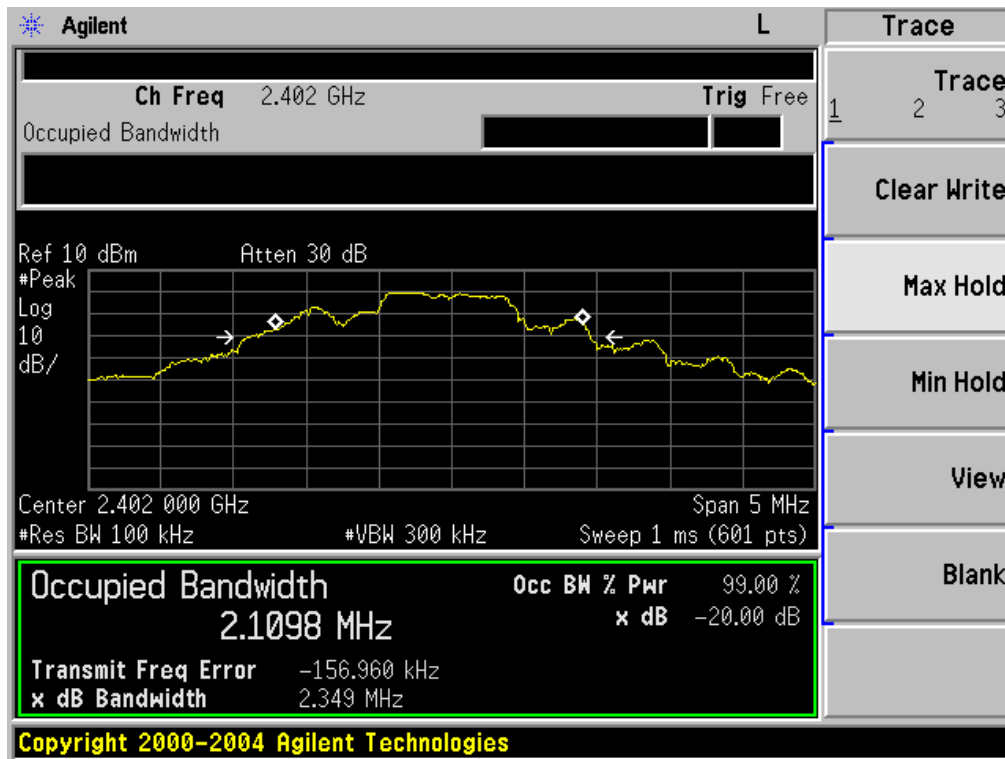 Agilent L Trace
Ch Freq 2.402 GHz Trig Free
Occupied Bandwidth
Trace
1 2 3
Clear Write
Max Hold
Min Hold
View
Blank
Ref 10 dBm Atten 30 dB
#Peak
Log
10
dB/
Center 2.402 000 GHz Span 5 MHz
#Res BW 100 kHz #VBW 300 kHz Sweep 1 ms (601 pts)
Occupied Bandwidth
2.1098 MHz
Occ BW % Pwr 99.00 %
x dB -20.00 dB
Transmit Freq Error -156.960 kHz
x dB Bandwidth 2.349 MHz
Copyright 2000-2004 Agilent Technologies